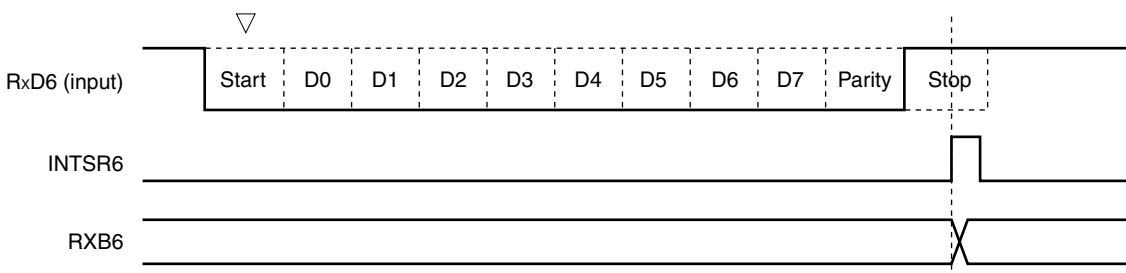 RxD6 (input) Start D0 D1 D2 D3 D4 D5 D6 D7 Parity Stop
INTSR6
RXB6